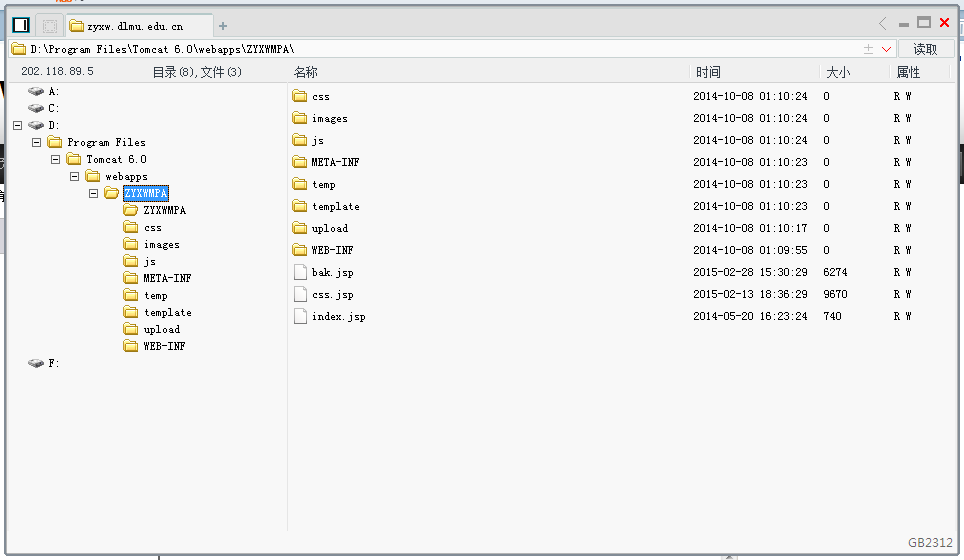 zyxw.dlmu.edu.cn
D:\Program Files\Tomcat 6.0\webapps\ZYXWMPA\ 读取
202.118.89.5 目录(8),文件(3) 名称 时间 大小 属性
A:
C:
D:
Program Files
Tomcat 6.0
webapps
ZYXWMPA
ZYXWMPA
css
images
js
META-INF
temp
template
upload
WEB-INF
F:
css 2014-10-08 01:10:24 0 R W
images 2014-10-08 01:10:24 0 R W
js 2014-10-08 01:10:24 0 R W
META-INF 2014-10-08 01:10:23 0 R W
temp 2014-10-08 01:10:23 0 R W
template 2014-10-08 01:10:23 0 R W
upload 2014-10-08 01:10:17 0 R W
WEB-INF 2014-10-08 01:09:55 0 R W
bak.jsp 2015-02-28 15:30:29 6274 R W
css.jsp 2015-02-13 18:36:29 9670 R W
index.jsp 2014-05-20 16:23:24 740 R W
GB2312